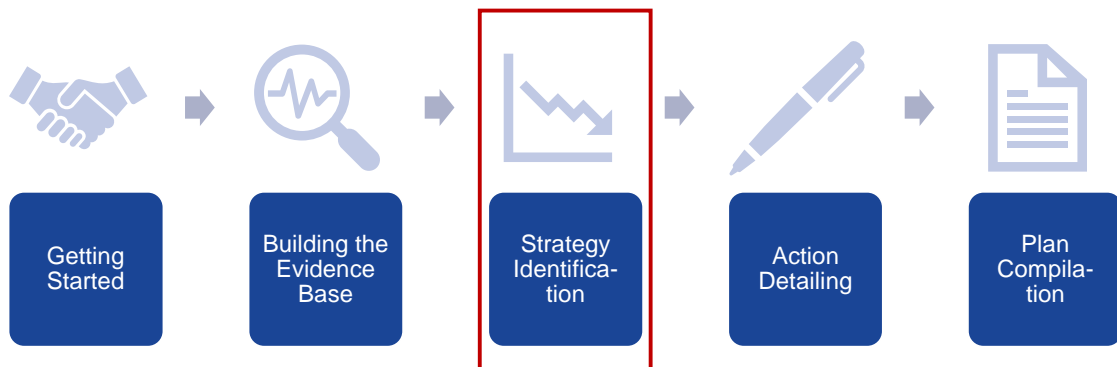 Getting
Started
Building the
Evidence
Base
Strategy
Identifica-
tion
Action
Detailing
Plan
Compila-
tion